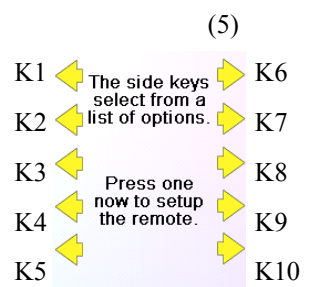 (5)
K1
K2
K3
K4
K5
The side keys
select from a
list of options.
Press one
now to setup
the remote.
K6
K7
K8
K9
K10